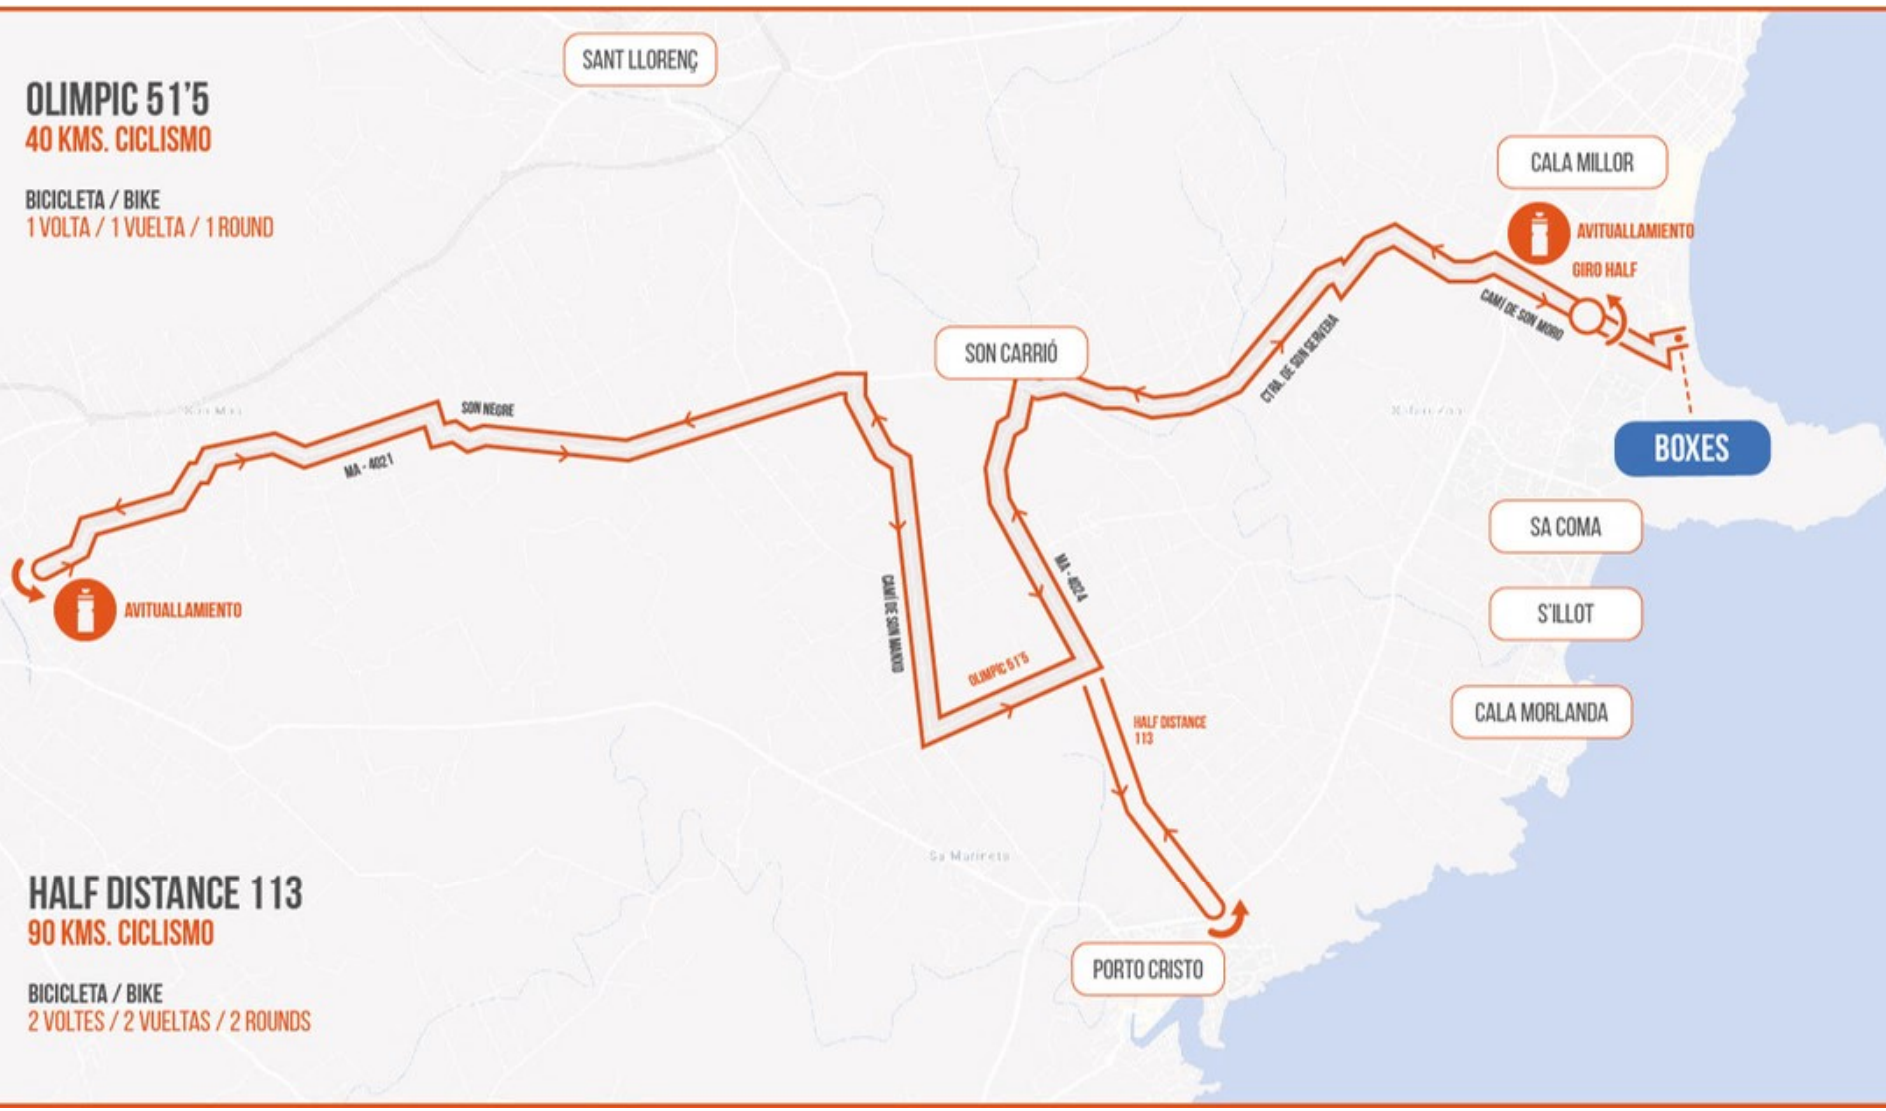 SANT LLORENÇ
OLIMPIC 51'5
40 KMS. CICLISMO
BICICLETA / BIKE
1 VOLTA / 1 VUELTA / 1 ROUND
CALA MILLOR
AVITUALLAMIENTO
GIRO HALF
CAMÍ DE SON MORO
CTRA. DE SON SERVERA
SON CARRIÓ
BOXES
SON NEGRE
MA - 4021
AVITUALLAMIENTO
CAMÍ DE SON MANXO
MA - 4024
OLIMPIC 51'5
HALF DISTANCE
113
SA COMA
S'ILLOT
CALA MORLANDA
Sa Marineta
PORTO CRISTO
HALF DISTANCE 113
90 KMS. CICLISMO
BICICLETA / BIKE
2 VOLTES / 2 VUELTAS / 2 ROUNDS